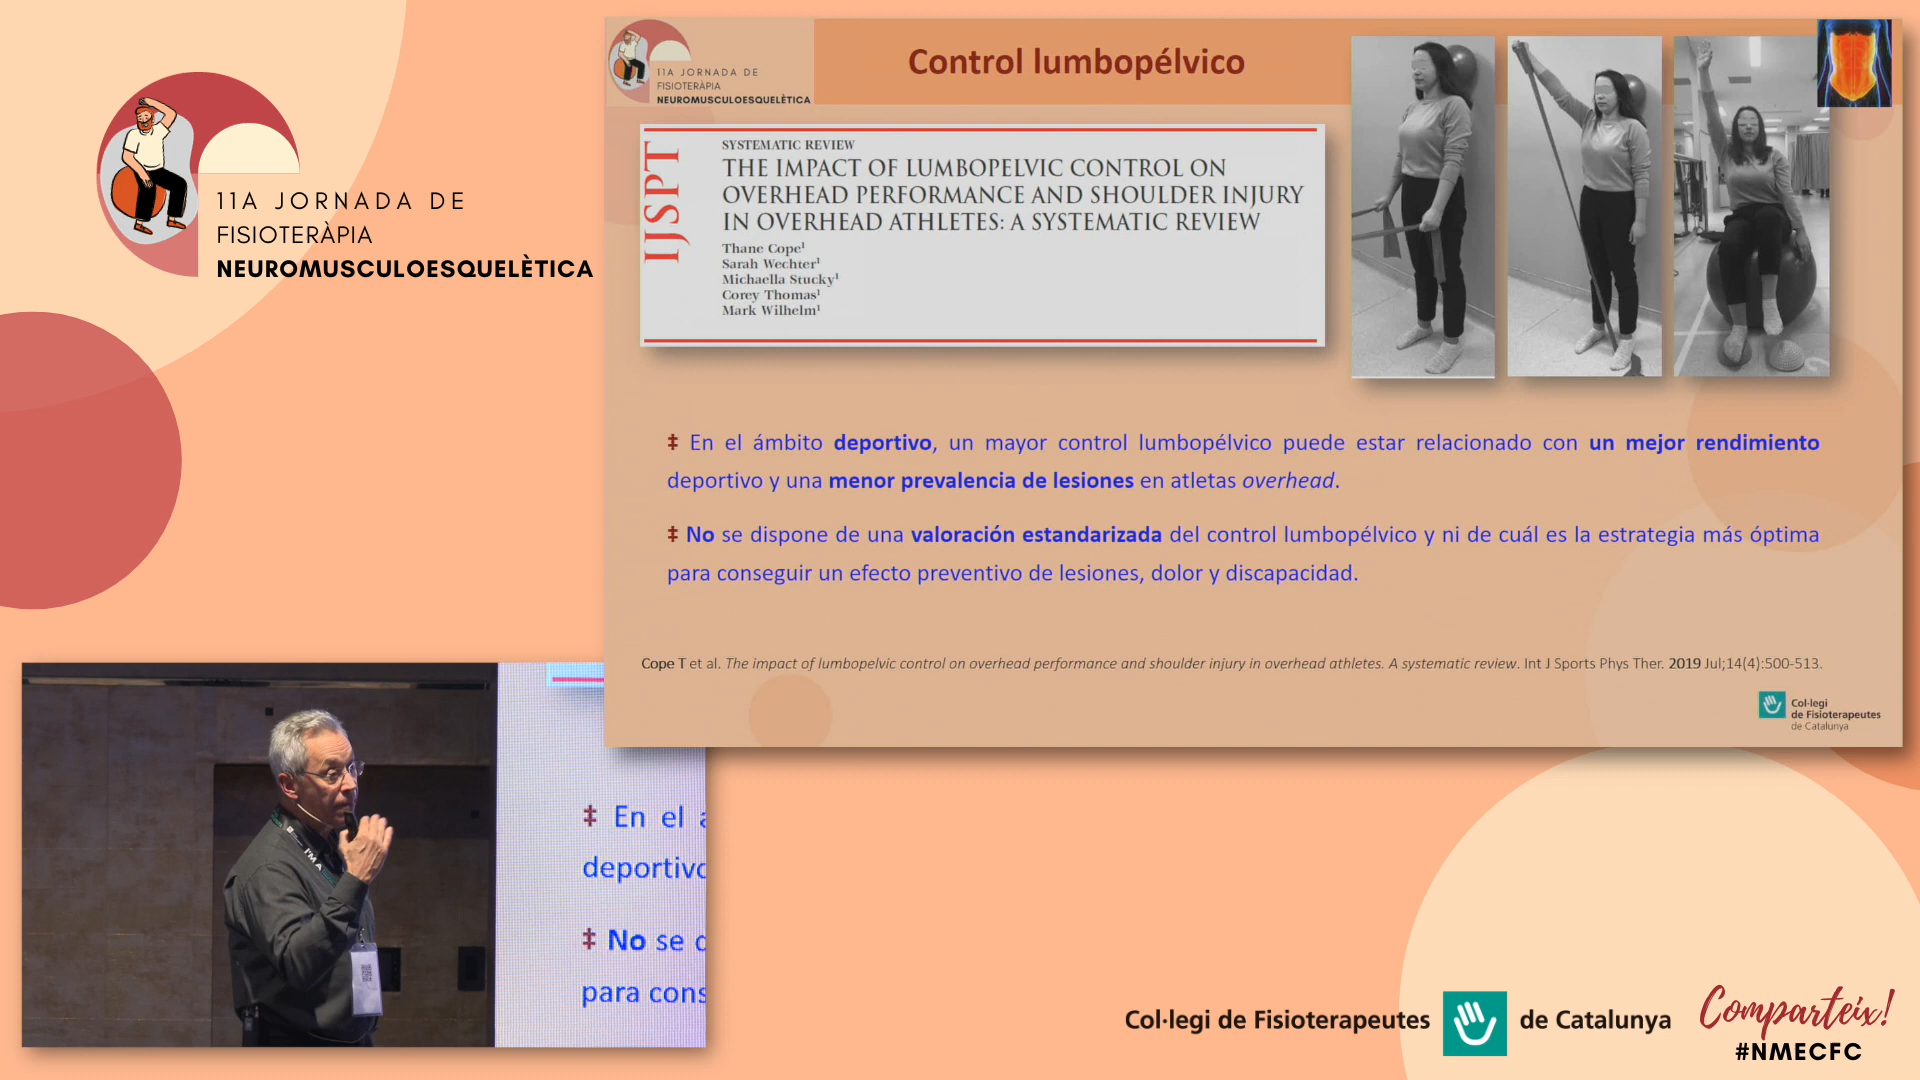 11A JORNADA DE
FISIOTERÀPIA
NEUROMUSCULOESQUELÈTICA
11A JORNADA DE
FISIOTERÀPIA
NEUROMUSCULOESQUELÈTICA
Control lumbopélvico
IJSPT
SYSTEMATIC REVIEW
THE IMPACT OF LUMBOPELVIC CONTROL ON
OVERHEAD PERFORMANCE AND SHOULDER INJURY
IN OVERHEAD ATHLETES: A SYSTEMATIC REVIEW
Thane Cope¹
Sarah Wechter¹
Michaella Stucky¹
Corey Thomas¹
Mark Wilhelm¹
‡ En el ámbito deportivo, un mayor control lumbopélvico puede estar relacionado con un mejor rendimiento
deportivo y una menor prevalencia de lesiones en atletas overhead.
‡ No se dispone de una valoración estandarizada del control lumbopélvico y ni de cuál es la estrategia más óptima
para conseguir un efecto preventivo de lesiones, dolor y discapacidad.
Cope T et al. The impact of lumbopelvic control on overhead performance and shoulder injury in overhead athletes. A systematic review. Int J Sports Phys Ther. 2019 Jul;14(4):500-513.
Col·legi
de Fisioterapeutes
de Catalunya
I'M A
‡ En el a
deportivo
‡ No se d
para cons
Col·legi de Fisioterapeutes de Catalunya
Comparteix!
#NMECFC